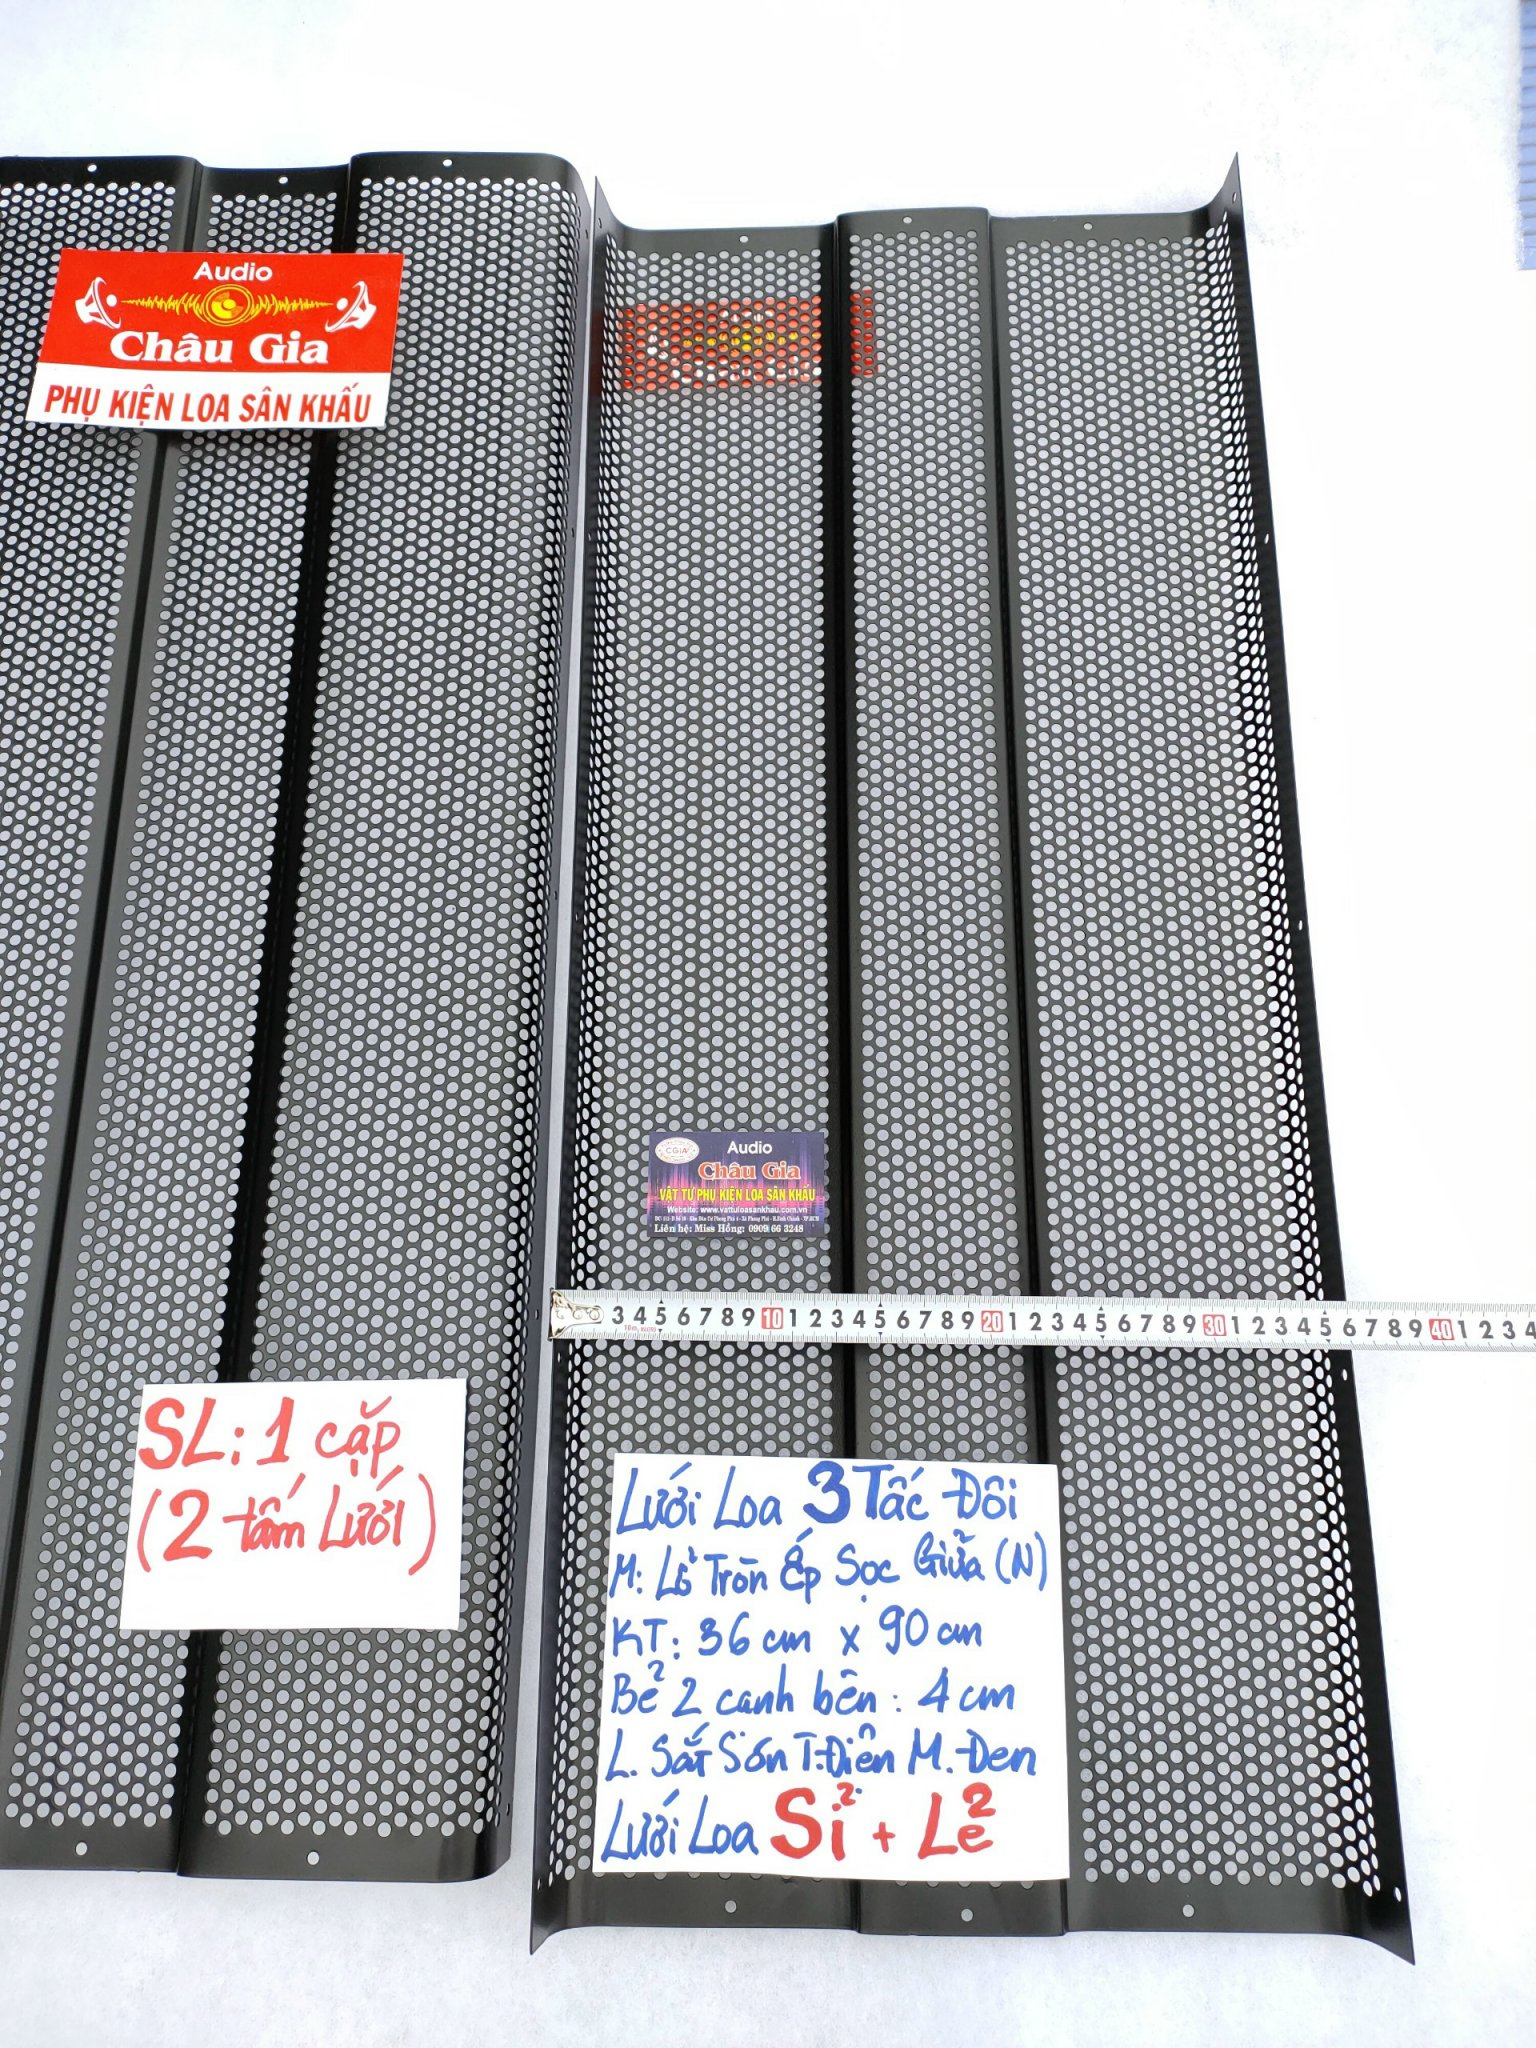 Audio
Châu Gia
PHỤ KIỆN LOA SÂN KHẤU
CGIA
Audio
Châu Gia
VẬT TƯ PHỤ KIỆN LOA SÂN KHẤU
Website: www.vattuloasankhau.com.vn
Liên hệ: Miss Hồng: 0909 66 3248
3 4 5 6 7 8 9 10 1 2 3 4 5 6 7 8 9 20 1 2 3 4 5 6 7 8 9 30 1 2 3 4 5 6 7 8 9 40 1 2 3 4
SL: 1 cặp
(2 tấm Lưới)
Lưới Loa 3 Tấc Đôi
M: Lỗ Tròn Ép Sọc Giữa (N)
KT: 36 cm x 90 cm
Bẻ 2 cạnh bên: 4 cm
L. Sắt Sơn T.Điện M. Đen
Lưới Loa Sỉ + Lẻ